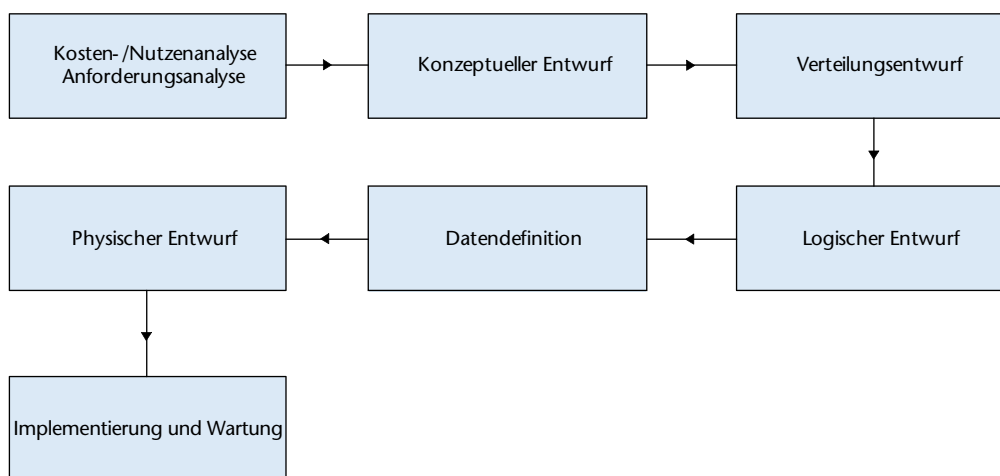 Kosten- /Nutzenanalyse
Anforderungsanalyse
Konzeptueller Entwurf
Verteilungsentwurf
Logischer Entwurf
Datendefinition
Physischer Entwurf
Implementierung und Wartung